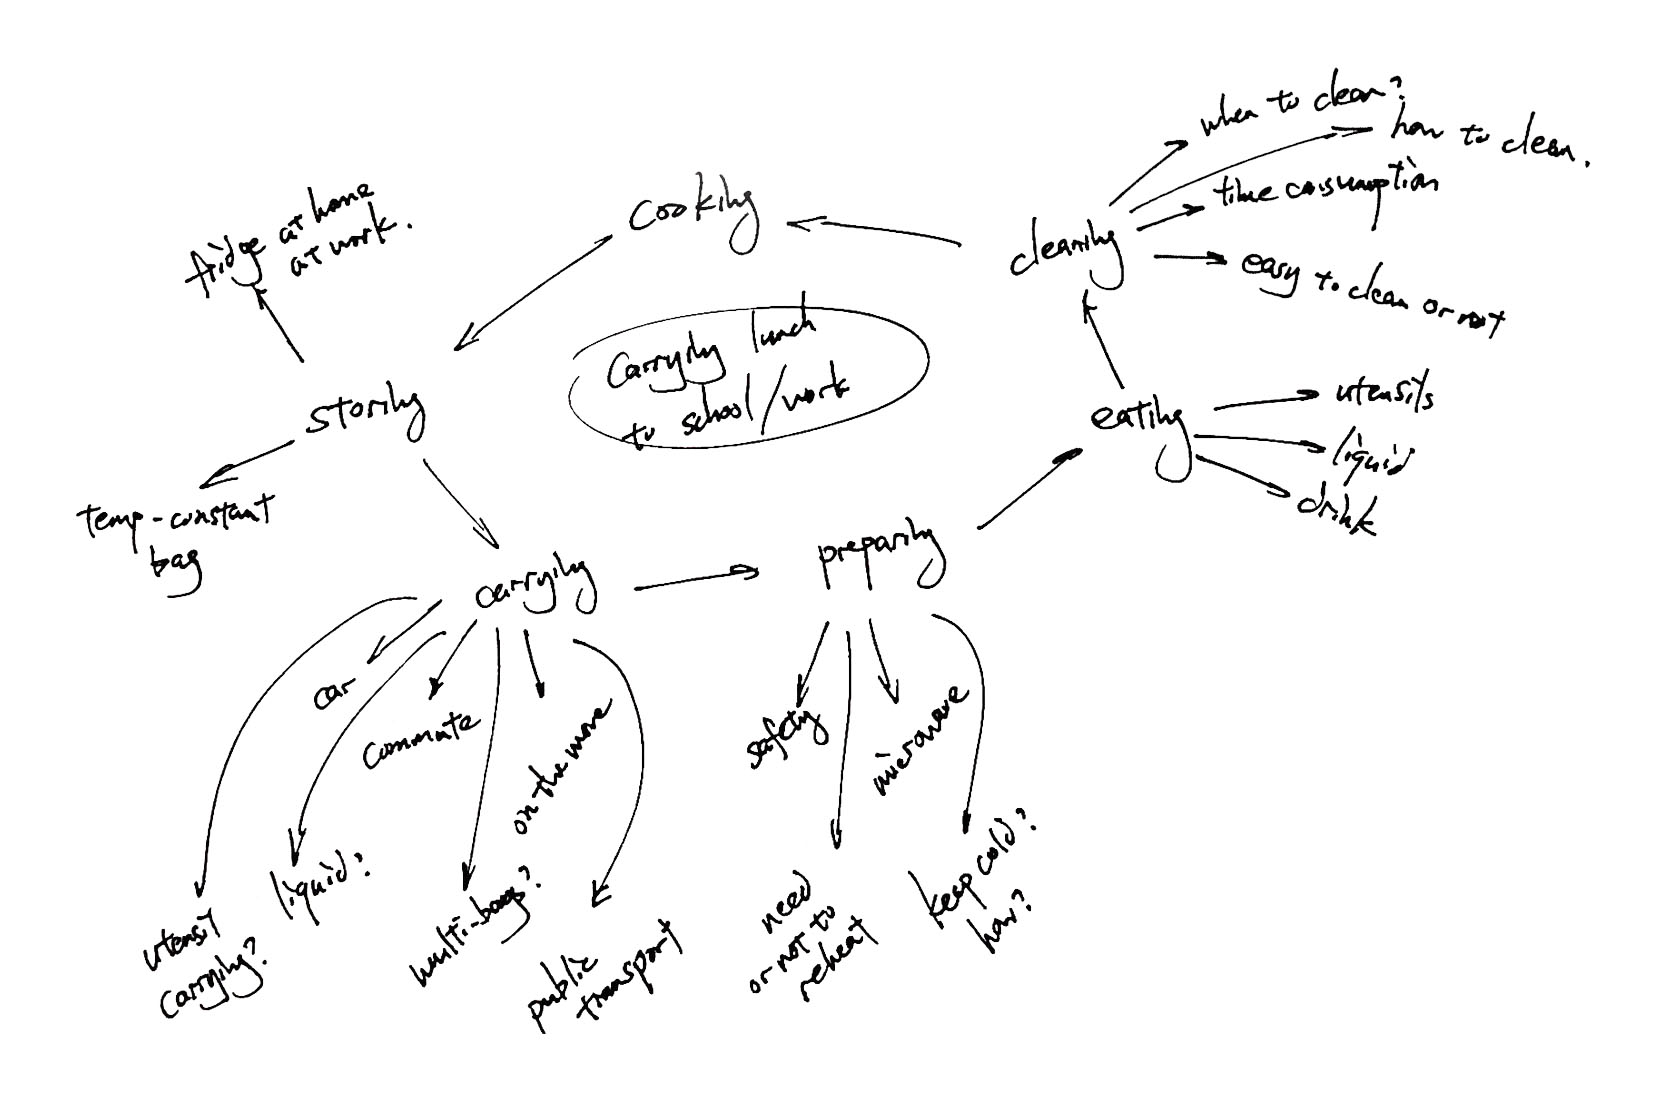 when to clean?
how to clean.
time consumption
easy to clean or not
cooking
cleaning
fridge at home
at work.
Carrying lunch
to school/work
storing
temp-constant
bag
eating
utensils
liquid
drink
carrying
preparing
car
commute
on the move
liquid?
utensil
carrying?
multi-bags?
public
transport
safety
microwave
need
or not to
reheat
keep cold?
how?